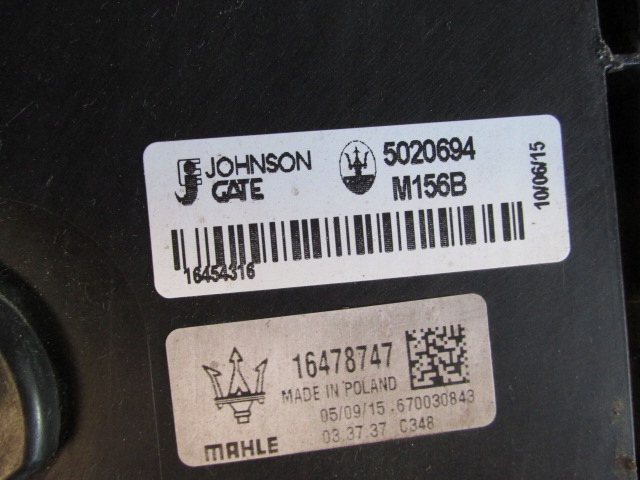 JOHNSON
GATE
5020694
M156B
10/06/15
16454316
16478747
MADE IN POLAND
05/09/15 670030843
03.37.37 C348
MAHLE